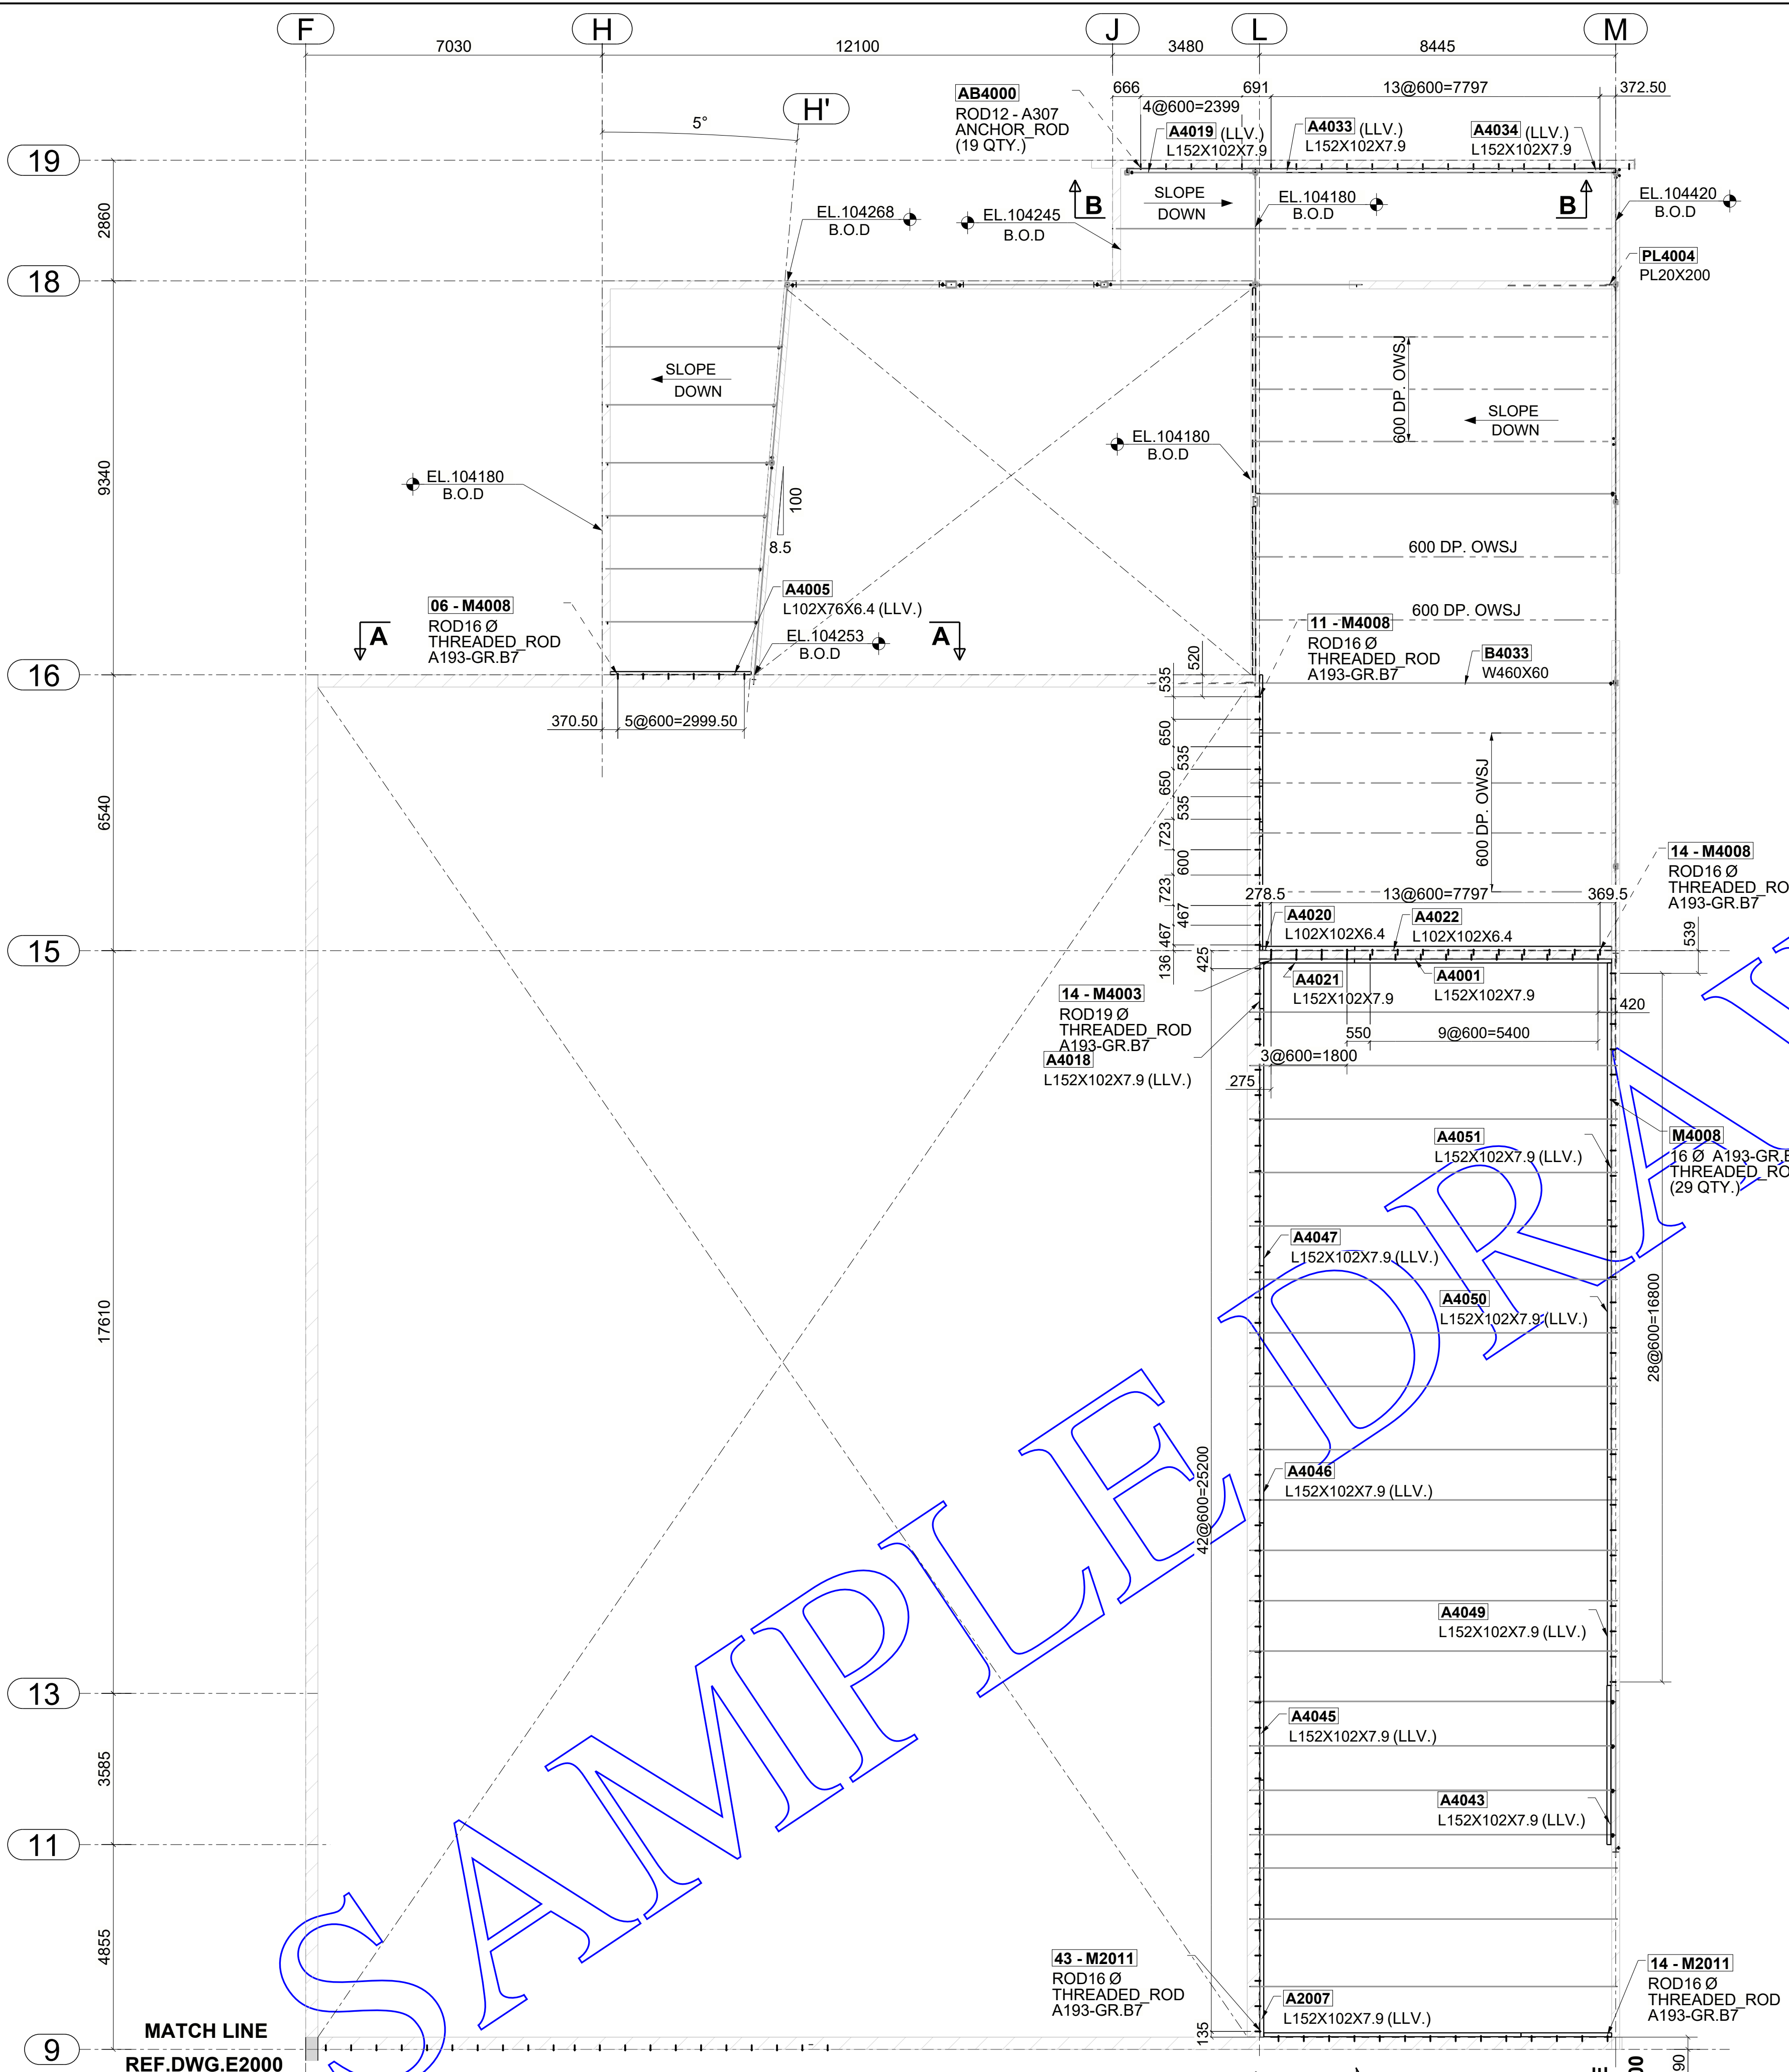 F
H
J
L
M
7030
12100
3480
8445
H'
5°
AB4000
ROD12 - A307
ANCHOR_ROD
(19 QTY.)
666
691
13@600=7797
372.50
4@600=2399
A4019 (LLV.)
L152X102X7.9
A4033 (LLV.)
L152X102X7.9
A4034 (LLV.)
L152X102X7.9
19
2860
B
SLOPE
DOWN
EL.104180
B.O.D
B
EL.104420
B.O.D
EL.104268
B.O.D
EL.104245
B.O.D
PL4004
PL20X200
18
9340
SLOPE
DOWN
600 DP. OWSJ
SLOPE
DOWN
EL.104180
B.O.D
EL.104180
B.O.D
100
8.5
600 DP. OWSJ
A4005
L102X76X6.4 (LLV.)
06 - M4008
ROD16 Ø
THREADED_ROD
A193-GR.B7
A
EL.104253
B.O.D
A
600 DP. OWSJ
11 - M4008
ROD16 Ø
THREADED_ROD
A193-GR.B7
B4033
W460X60
16
370.50
5@600=2999.50
520
535
650
535
650
535
723
600
723
467
467
136
425
6540
600 DP. OWSJ
14 - M4008
ROD16 Ø
THREADED_RO
A193-GR.B7
278.5
13@600=7797
369.5
A4020
L102X102X6.4
A4022
L102X102X6.4
539
15
A4021
L152X102X7.9
A4001
L152X102X7.9
14 - M4003
ROD19 Ø
THREADED_ROD
A193-GR.B7
A4018
L152X102X7.9 (LLV.)
420
550
9@600=5400
3@600=1800
275
M4008
16 Ø A193-GR.B
THREADED_RO
(29 QTY.)
A4051
L152X102X7.9 (LLV.)
A4047
L152X102X7.9 (LLV.)
A4050
L152X102X7.9 (LLV.)
28@600=16800
17610
42@600=25200
A4046
L152X102X7.9 (LLV.)
A4049
L152X102X7.9 (LLV.)
13
A4045
L152X102X7.9 (LLV.)
3585
A4043
L152X102X7.9 (LLV.)
11
4855
43 - M2011
ROD16 Ø
THREADED_ROD
A193-GR.B7
A2007
L152X102X7.9 (LLV.)
14 - M2011
ROD16 Ø
THREADED_ROD
A193-GR.B7
135
MATCH LINE
REF.DWG.E2000
9
90
SAMPLE DRA